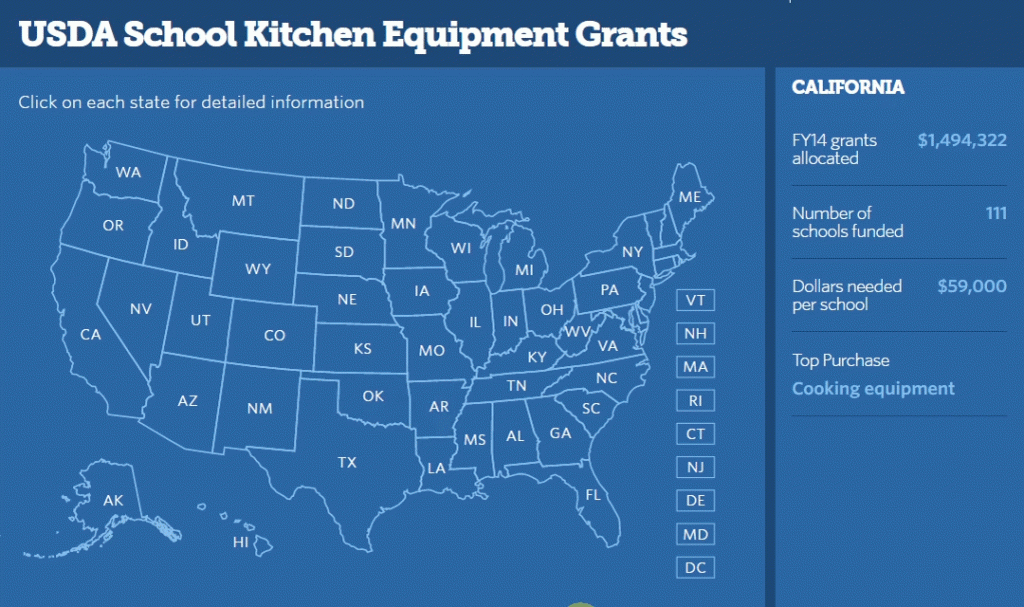 USDA School Kitchen Equipment Grants
Click on each state for detailed information
WA
OR
ID
MT
WY
ND
SD
NE
MN
IA
WI
MI
NY
ME
PA
OH
IL
IN
WV
VA
KY
NC
TN
SC
NV
UT
CO
KS
MO
CA
AZ
NM
OK
AR
TX
LA
MS
AL
GA
FL
AK
HI
VT
NH
MA
RI
CT
NJ
DE
MD
DC
CALIFORNIA
FY14 grants
allocated
$1,494,322
Number of
schools funded
111
Dollars needed
per school
$59,000
Top Purchase
Cooking equipment